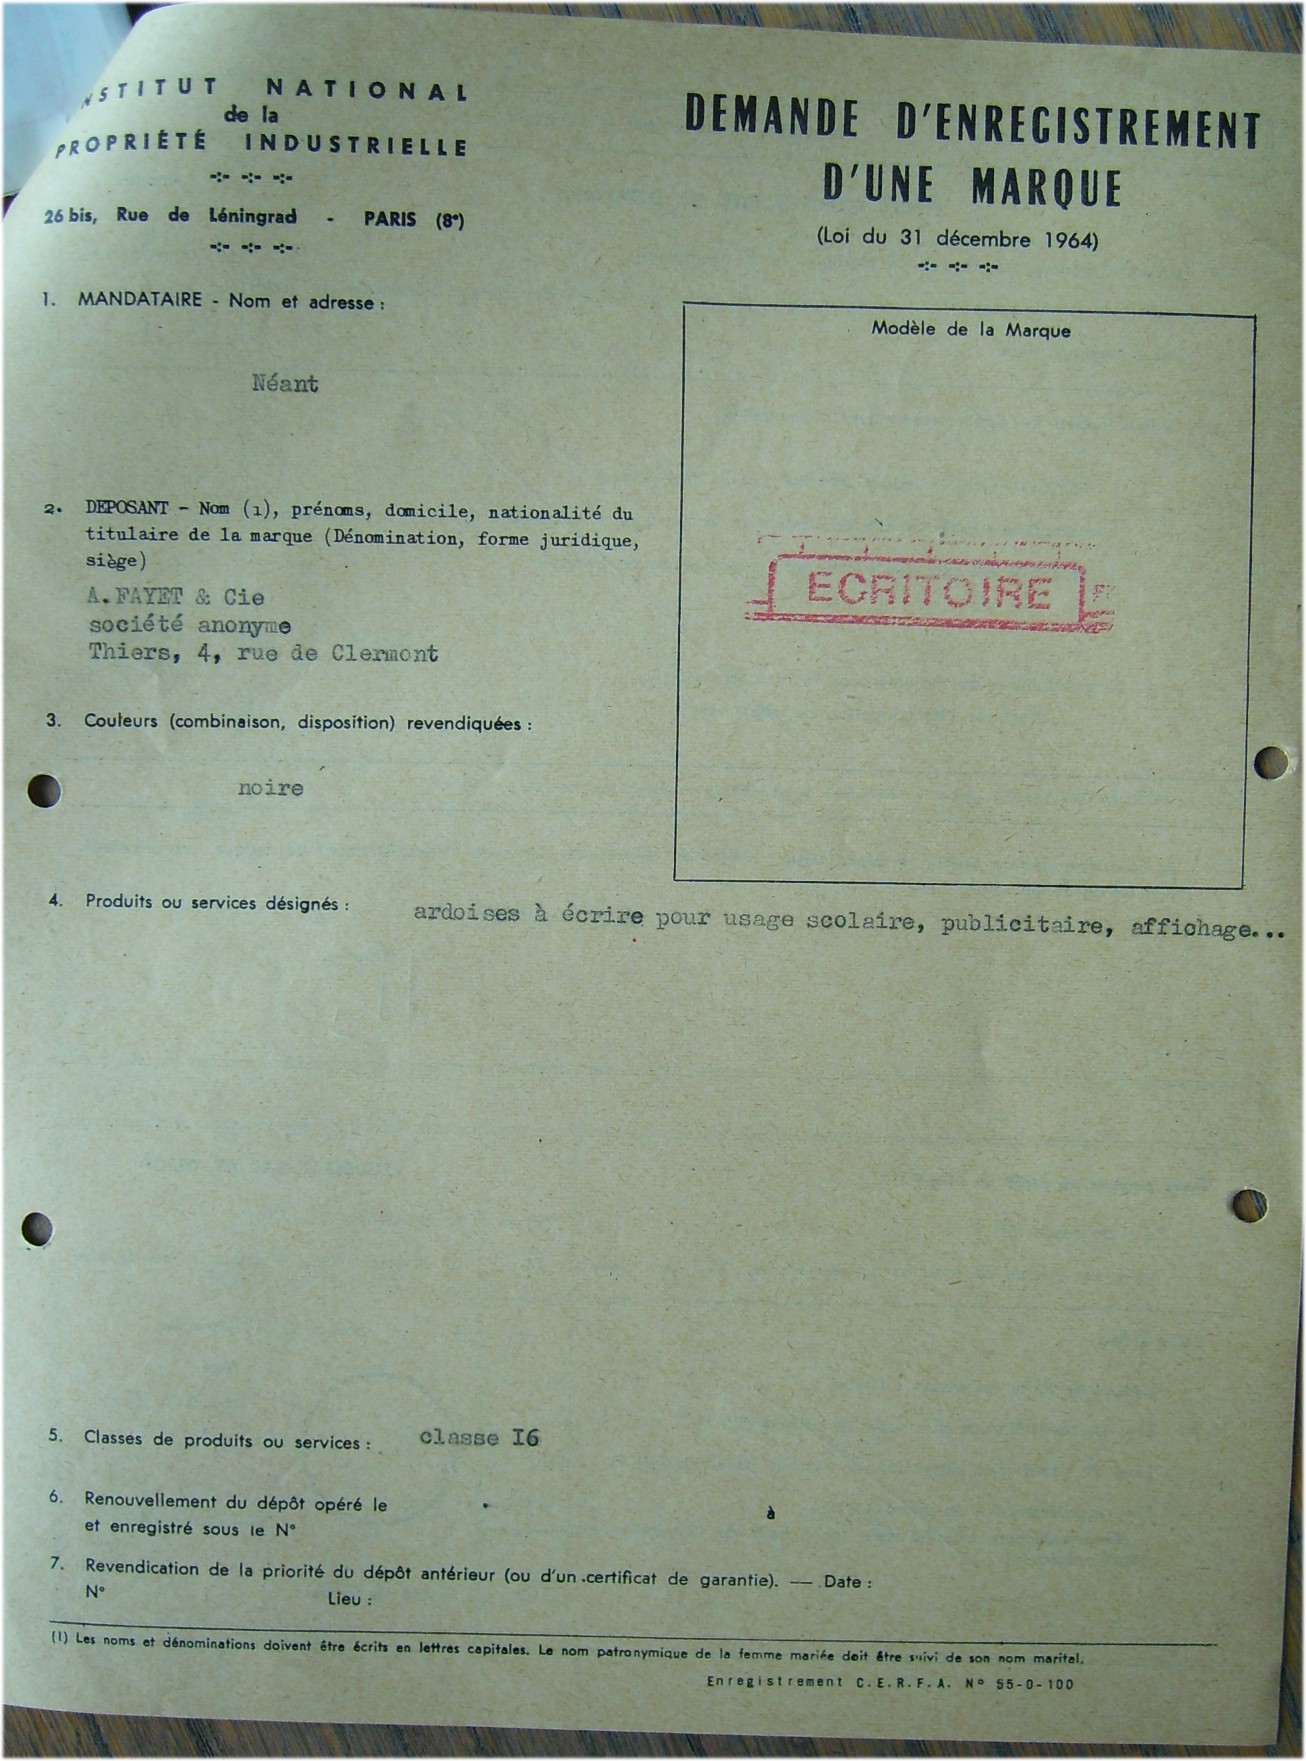 INSTITUT NATIONAL
de la
PROPRIÉTÉ INDUSTRIELLE
26 bis, Rue de Léningrad - PARIS (8e)
DEMANDE D'ENREGISTREMENT
D'UNE MARQUE
(Loi du 31 décembre 1964)
1. MANDATAIRE - Nom et adresse :
Néant
Modèle de la Marque
ECRITOIRE
2. DEPOSANT - Nom (1), prénoms, domicile, nationalité du
titulaire de la marque (Dénomination, forme juridique,
siège)
A.FAYET & Cie
société anonyme
Thiers, 4, rue de Clermont
3. Couleurs (combinaison, disposition) revendiquées :
noire
4. Produits ou services désignés : ardoises à écrire pour usage scolaire, publicitaire, affichage...
5. Classes de produits ou services : classe I6
6. Renouvellement du dépôt opéré le à
et enregistré sous le N°
7. Revendication de la priorité du dépôt antérieur (ou d'un certificat de garantie). — Date :
N° Lieu :
(1) Les noms et dénominations doivent être écrits en lettres capitales. Le nom patronymique de la femme mariée doit être suivi de son nom marital.
Enregistrement C.E.R.F.A. N° 55-0-100